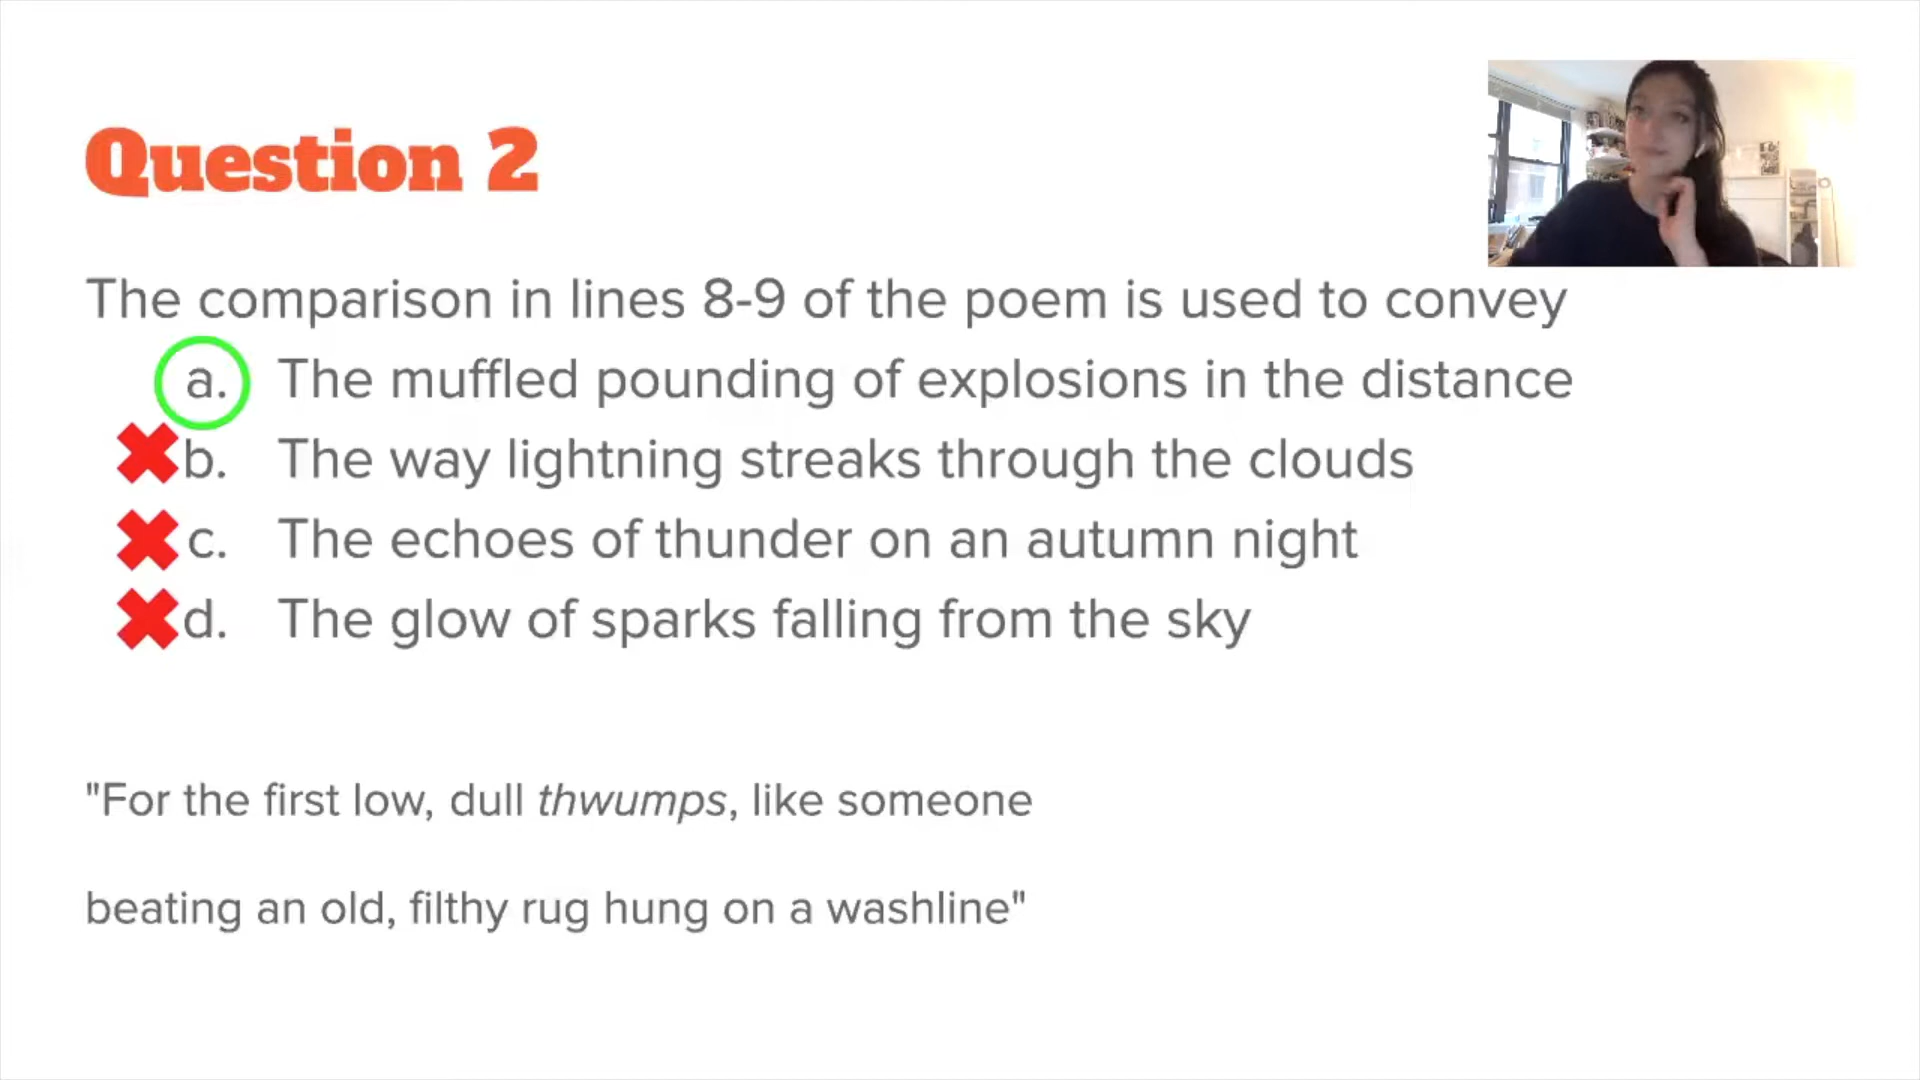 Question 2
The comparison in lines 8-9 of the poem is used to convey
a. The muffled pounding of explosions in the distance
b. The way lightning streaks through the clouds
c. The echoes of thunder on an autumn night
d. The glow of sparks falling from the sky
"For the first low, dull thwumps, like someone
beating an old, filthy rug hung on a washline"